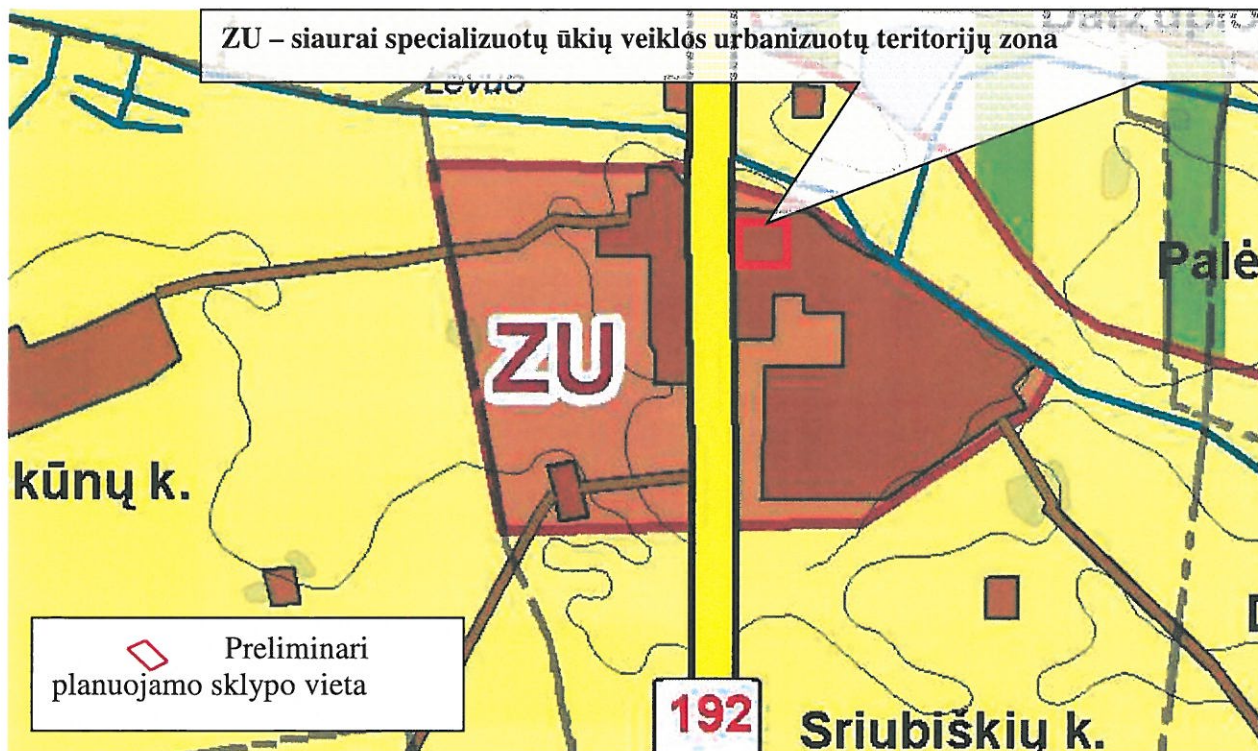 ZU – siaurai specializuotų ūkių veiklos urbanizuotų teritorijų zona
Lėvuo
Palė
ZU
kūnų k.
Preliminari
planuojamo sklypo vieta
192
Sriubiškių k.